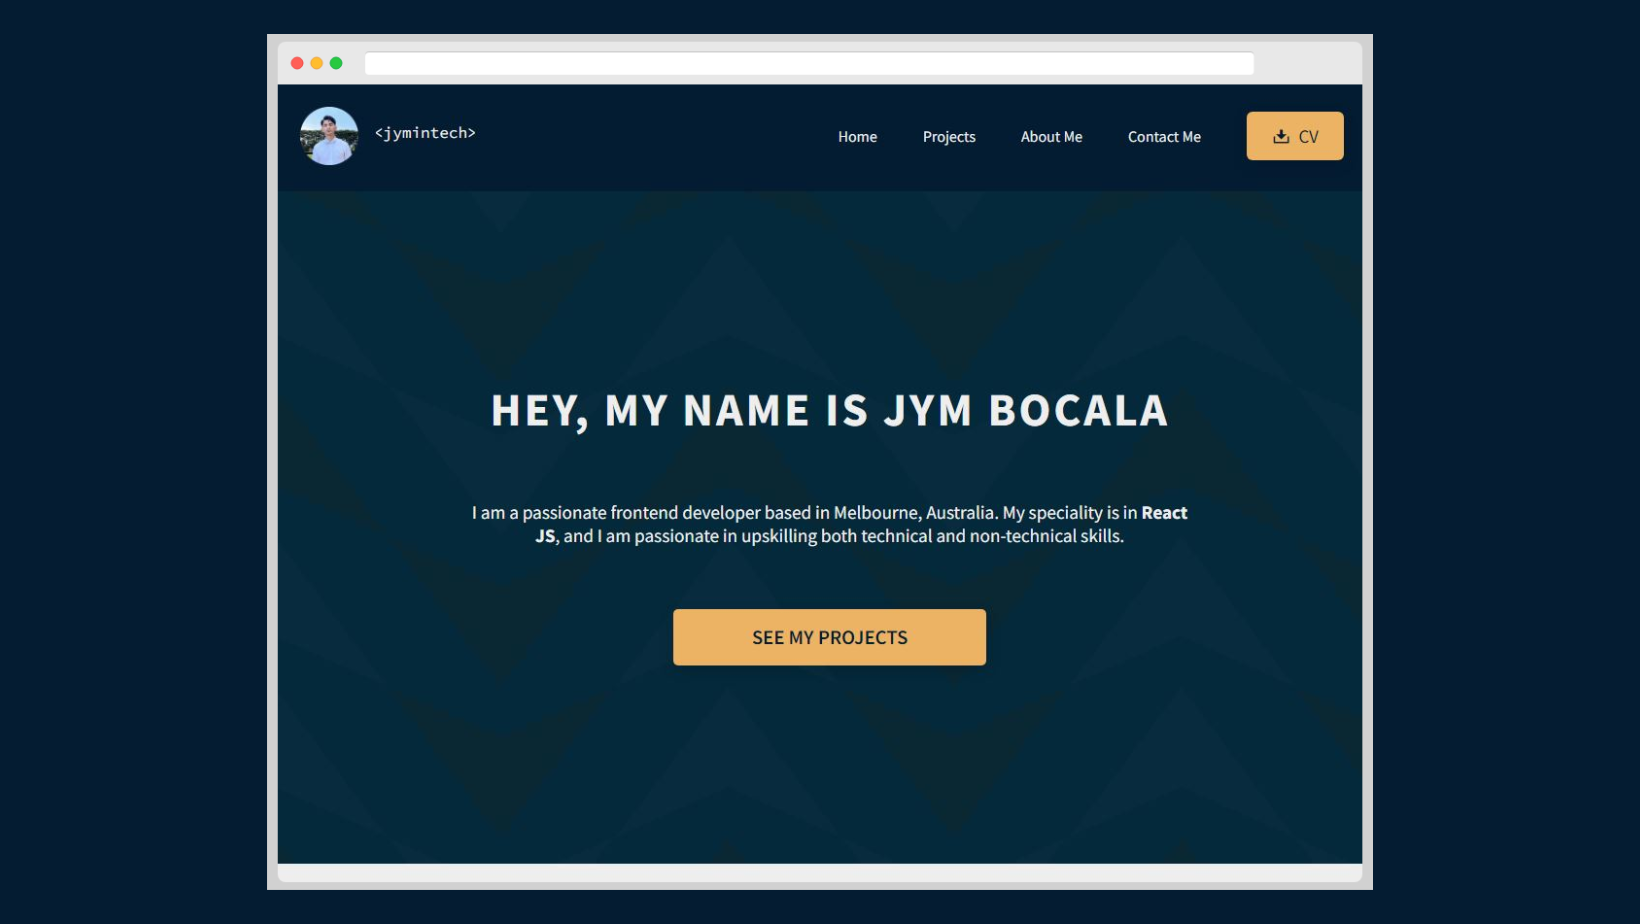 <jymintech>
Home Projects About Me Contact Me CV
HEY, MY NAME IS JYM BOCALA
I am a passionate frontend developer based in Melbourne, Australia. My speciality is in React
JS, and I am passionate in upskilling both technical and non-technical skills.
SEE MY PROJECTS